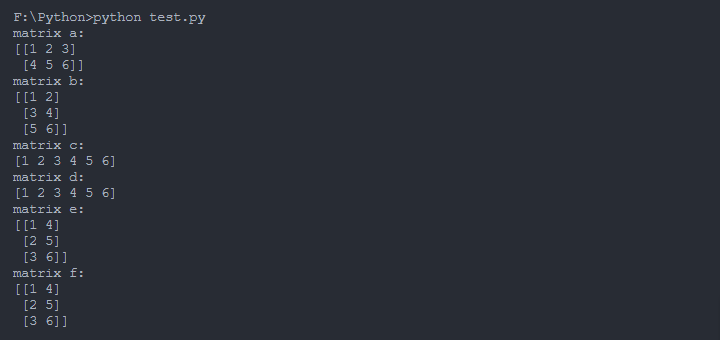 F:\Python>python test.py
matrix a:
[[1 2 3]
 [4 5 6]]
matrix b:
[[1 2]
 [3 4]
 [5 6]]
matrix c:
[1 2 3 4 5 6]
matrix d:
[1 2 3 4 5 6]
matrix e:
[[1 4]
 [2 5]
 [3 6]]
matrix f:
[[1 4]
 [2 5]
 [3 6]]